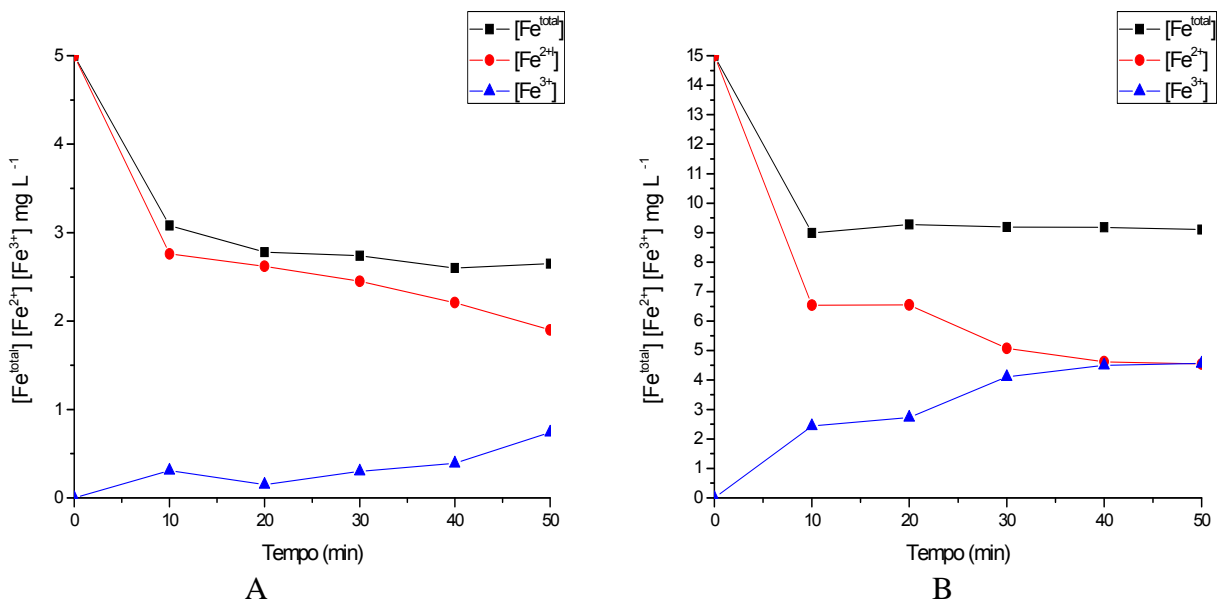 [Fe^total]
[Fe^2+l]
[Fe^3+]
5
4
3
2
1
0
[Fe^total] [Fe^2+] [Fe^3+] mg L^-1
0 10 20 30 40 50
Tempo (min)
A
[Fe^total]
[Fe^2+]
[Fe^3+]
15
14
13
12
11
10
9
8
7
6
5
4
3
2
1
0
[Fe^total] [Fe^2+] [Fe^3+] mg L^-1
0 10 20 30 40 50
Tempo (min)
B